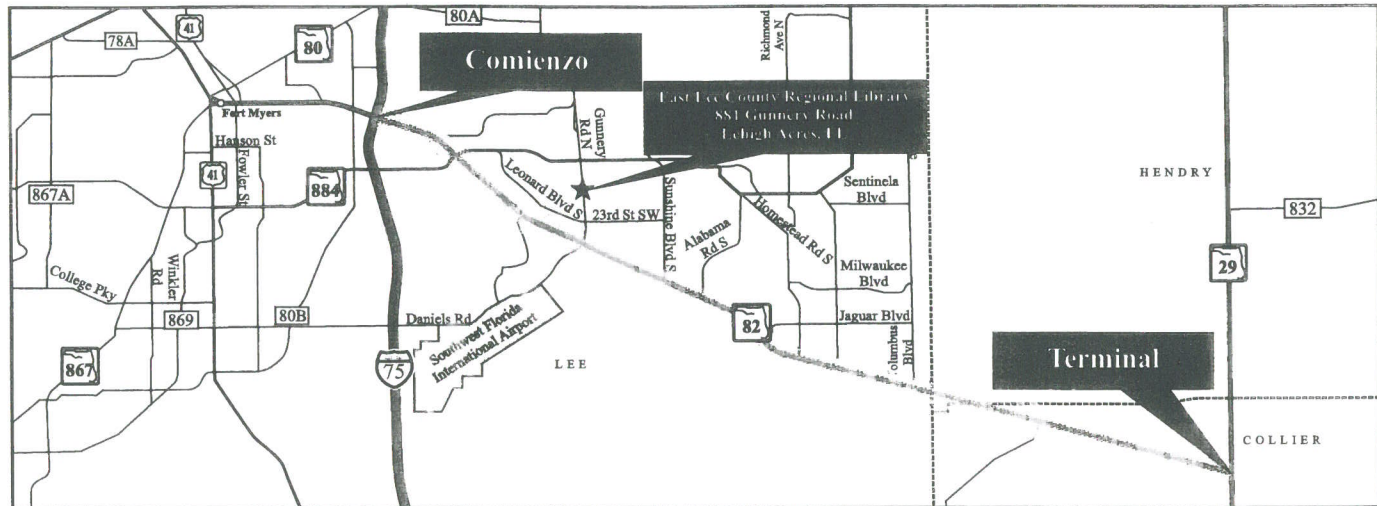 41
78A
80
80A
Richmond
Ave N
Comienzo
East Lee County Regional Library
881 Gunnery Road
Lehigh Acres, Fl
Fort Myers
Gunnery
Rd N
Hanson St
Fowler St
41
867A
884
Leonard Blvd S
23rd St SW
Sunshine Blvd S
Alabama
Rd S
Homestead Rd S
Sentinela
Blvd
HENDRY
832
29
Milwaukee
Blvd
College Pky
Winkler
Rd
869
80B
Daniels Rd
Southwest Florida
International Airport
82
Jaguar Blvd
olumbus
Blvd
867
75
LEE
Terminal
COLLIER